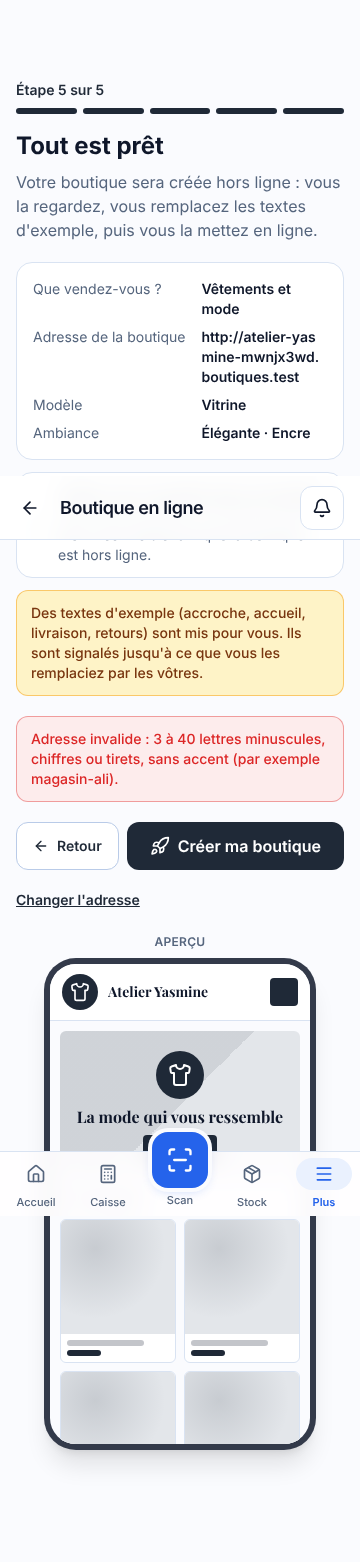 Étape 5 sur 5
Tout est prêt
Votre boutique sera créée hors ligne : vous
la regardez, vous remplacez les textes
d'exemple, puis vous la mettez en ligne.
Que vendez-vous ?
Vêtements et
mode
Adresse de la boutique
http://atelier-yas
mine-mwnjx3wd.
boutiques.test
Modèle
Vitrine
Ambiance
Élégante · Encre
Boutique en ligne
est hors ligne.
Des textes d'exemple (accroche, accueil,
livraison, retours) sont mis pour vous. Ils
sont signalés jusqu'à ce que vous les
remplaciez par les vôtres.
Adresse invalide : 3 à 40 lettres minuscules,
chiffres ou tirets, sans accent (par exemple
magasin-ali).
Retour
Créer ma boutique
Changer l'adresse
APERÇU
Atelier Yasmine
La mode qui vous ressemble
Accueil
Caisse
Scan
Stock
Plus